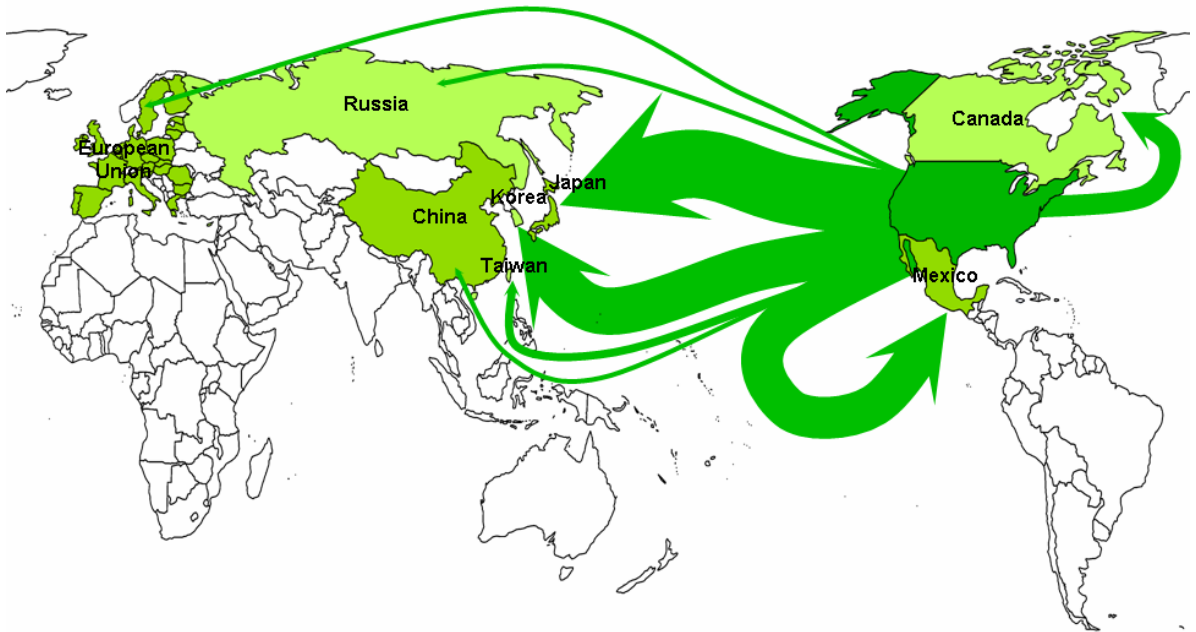 Russia
Canada
European
Union
Japan
Korea
China
Taiwan
Mexico